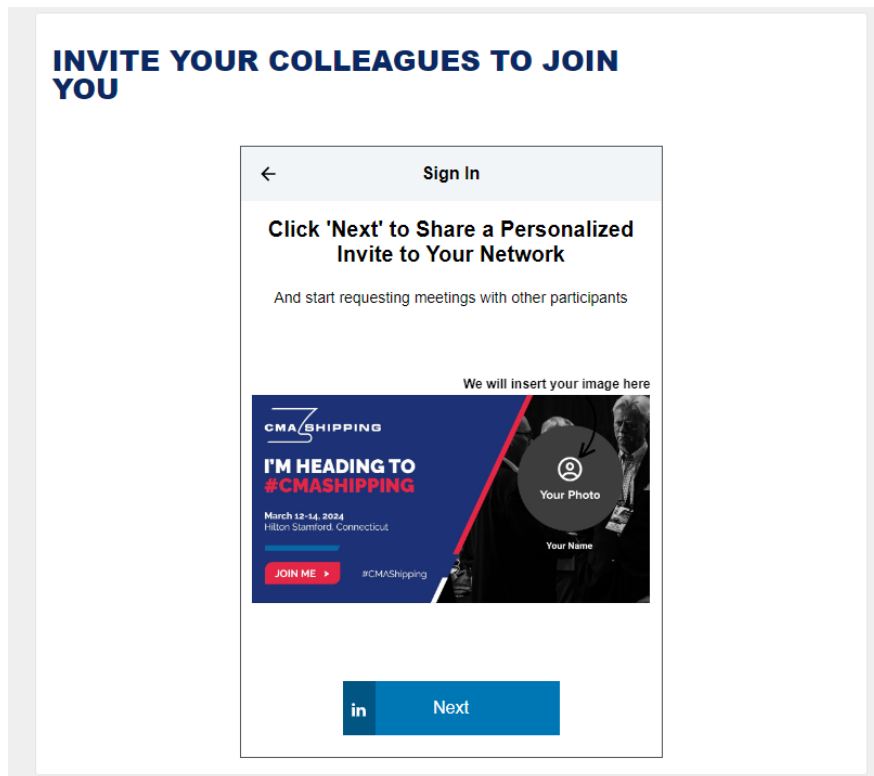 INVITE YOUR COLLEAGUES TO JOIN
YOU
Sign In
Click 'Next' to Share a Personalized
Invite to Your Network
And start requesting meetings with other participants
We will insert your image here
CMA SHIPPING
I'M HEADING TO
#CMASHIPPING
March 12-14, 2024
Hilton Stamford, Connecticut
JOIN ME
#CMAShipping
Your Photo
Your Name
in
Next